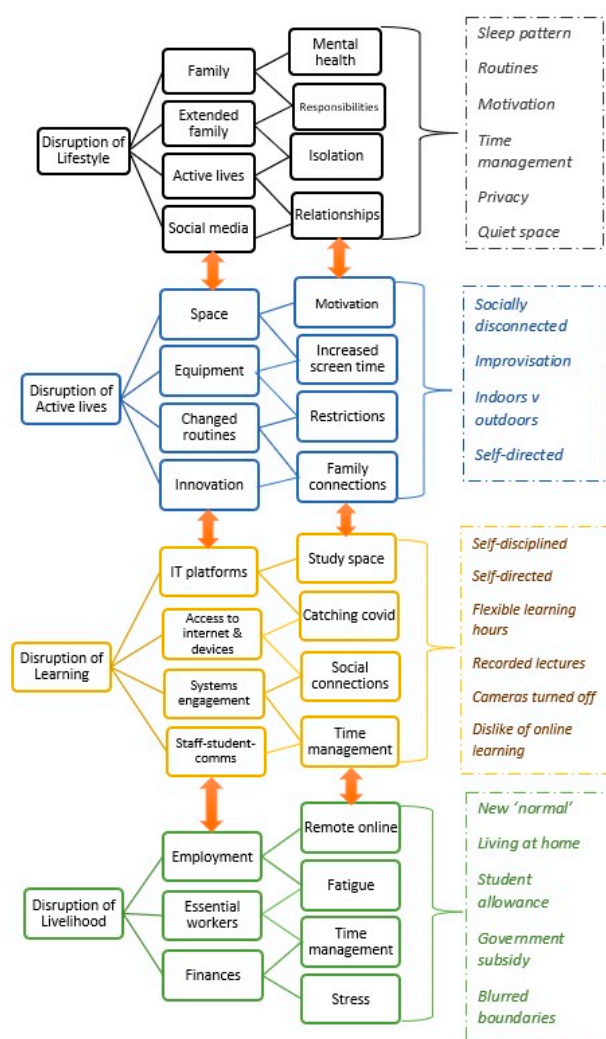 Disruption of
Lifestyle
Family
Extended
family
Active lives
Social media
Mental
health
Responsibilities
Isolation
Relationships
Sleep pattern
Routines
Motivation
Time
management
Privacy
Quiet space
Disruption of
Active lives
Space
Equipment
Changed
routines
Innovation
Motivation
Increased
screen time
Restrictions
Family
connections
Socially
disconnected
Improvisation
Indoors v
outdoors
Self-directed
Disruption of
Learning
IT platforms
Access to
internet &
devices
Systems
engagement
Staff-student-
comms
Study space
Catching covid
Social
connections
Time
management
Self-disciplined
Self-directed
Flexible learning
hours
Recorded lectures
Cameras turned off
Dislike of online
learning
Disruption of
Livelihood
Employment
Essential
workers
Finances
Remote online
Fatigue
Time
management
Stress
New ‘normal’
Living at home
Student
allowance
Government
subsidy
Blurred
boundaries